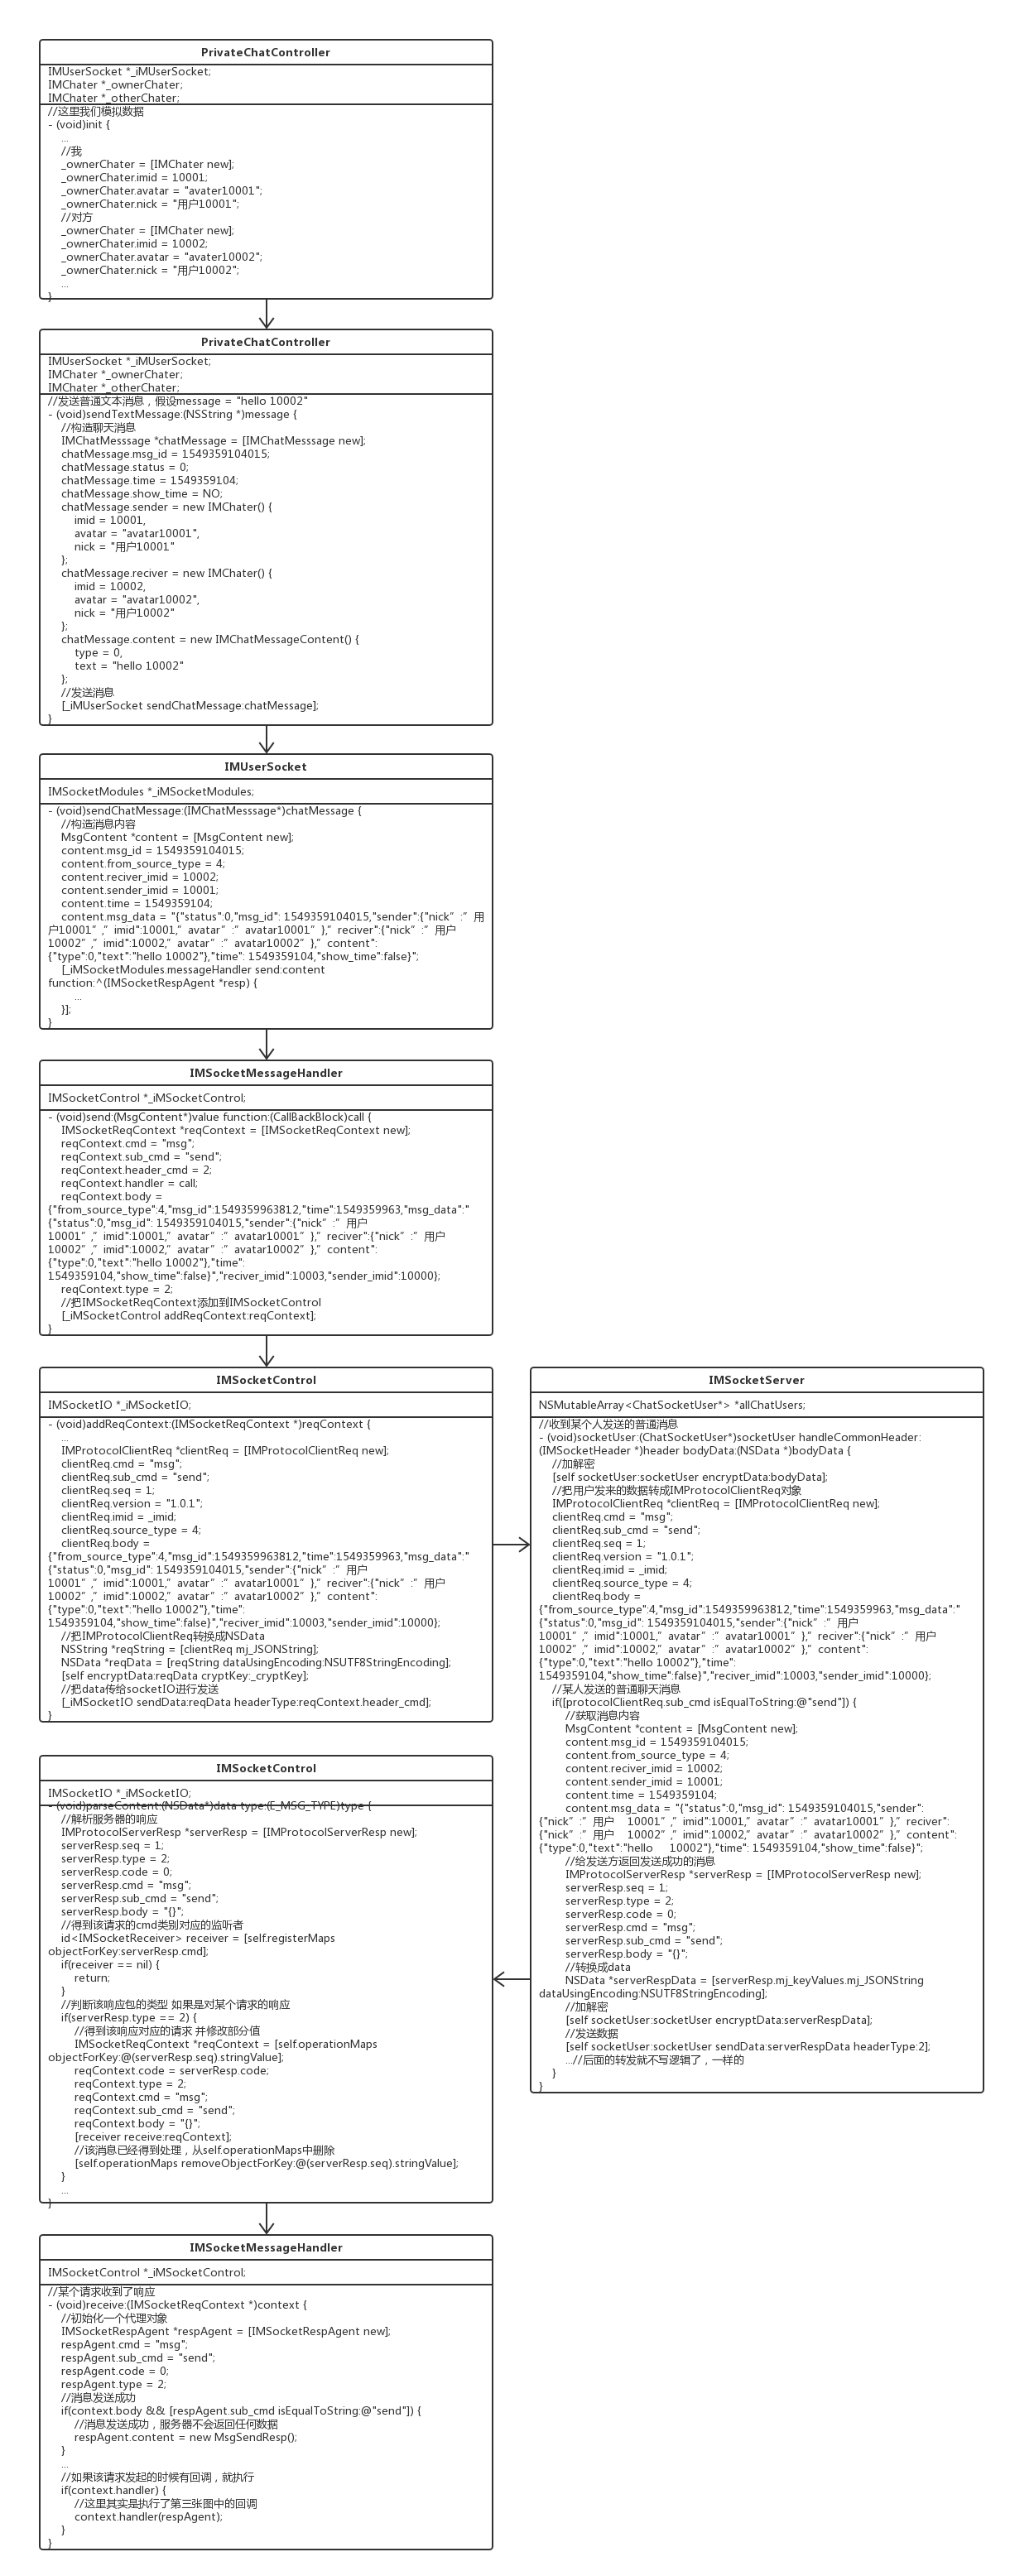 PrivateChatController
IMUserSocket *_iMUserSocket;
IMChater *_ownerChater;
IMChater *_otherChater;
//这里我们模拟数据
- (void)init {
...
//我
_ownerChater = [IMChater new];
_ownerChater.imid = 10001;
_ownerChater.avatar = "avater10001";
_ownerChater.nick = "用户10001";
//对方
_ownerChater = [IMChater new];
_ownerChater.imid = 10002;
_ownerChater.avatar = "avater10002";
_ownerChater.nick = "用户10002";
...
}
PrivateChatController
IMUserSocket *_iMUserSocket;
IMChater *_ownerChater;
IMChater *_otherChater;
//发送普通文本消息，假设message = "hello 10002"
- (void)sendTextMessage:(NSString *)message {
//构造聊天消息
IMChatMesssage *chatMessage = [IMChatMesssage new];
chatMessage.msg_id = 1549359104015;
chatMessage.status = 0;
chatMessage.time = 1549359104;
chatMessage.show_time = NO;
chatMessage.sender = new IMChater() {
imid = 10001,
avatar = "avatar10001",
nick = "用户10001"
};
chatMessage.reciver = new IMChater() {
imid = 10002,
avatar = "avatar10002",
nick = "用户10002"
};
chatMessage.content = new IMChatMessageContent() {
type = 0,
text = "hello 10002"
};
//发送消息
[_iMUserSocket sendChatMessage:chatMessage];
}
IMUserSocket
IMSocketModules *_iMSocketModules;
- (void)sendChatMessage:(IMChatMesssage*)chatMessage {
//构造消息内容
MsgContent *content = [MsgContent new];
content.msg_id = 1549359104015;
content.from_source_type = 4;
content.reciver_imid = 10002;
content.sender_imid = 10001;
content.time = 1549359104;
content.msg_data = "{"status":0,"msg_id": 1549359104015,"sender":{"nick”:”用
户10001”,”imid":10001,”avatar”:”avatar10001”},”reciver":{"nick”:”用户
10002”,”imid":10002,”avatar”:”avatar10002”},”content":
{"type":0,"text":"hello 10002"},"time": 1549359104,"show_time":false}";
[_iMSocketModules.messageHandler send:content
function:^(IMSocketRespAgent *resp) {
...
}];
}
IMSocketMessageHandler
IMSocketControl *_iMSocketControl;
- (void)send:(MsgContent*)value function:(CallBackBlock)call {
IMSocketReqContext *reqContext = [IMSocketReqContext new];
reqContext.cmd = "msg";
reqContext.sub_cmd = "send";
reqContext.header_cmd = 2;
reqContext.handler = call;
reqContext.body =
{"from_source_type":4,"msg_id":1549359963812,"time":1549359963,"msg_data":"
{"status":0,"msg_id": 1549359104015,"sender":{"nick”:”用户
10001”,”imid":10001,”avatar”:”avatar10001”},”reciver":{"nick”:”用户
10002”,”imid":10002,”avatar”:”avatar10002”},”content":
{"type":0,"text":"hello 10002"},"time":
1549359104,"show_time":false}","reciver_imid":10003,"sender_imid":10000};
reqContext.type = 2;
//把IMSocketReqContext添加到IMSocketControl
[_iMSocketControl addReqContext:reqContext];
}
IMSocketControl
IMSocketIO *_iMSocketIO;
- (void)addReqContext:(IMSocketReqContext *)reqContext {
...
IMProtocolClientReq *clientReq = [IMProtocolClientReq new];
clientReq.cmd = "msg";
clientReq.sub_cmd = "send";
clientReq.seq = 1;
clientReq.version = "1.0.1";
clientReq.imid = _imid;
clientReq.source_type = 4;
clientReq.body =
{"from_source_type":4,"msg_id":1549359963812,"time":1549359963,"msg_data":"
{"status":0,"msg_id": 1549359104015,"sender":{"nick”:”用户
10001”,”imid":10001,”avatar”:”avatar10001”},”reciver":{"nick”:”用户
10002”,”imid":10002,”avatar”:”avatar10002”},”content":
{"type":0,"text":"hello 10002"},"time":
1549359104,"show_time":false}","reciver_imid":10003,"sender_imid":10000};
//把IMProtocolClientReq转换成NSData
NSString *reqString = [clientReq mj_JSONString];
NSData *reqData = [reqString dataUsingEncoding:NSUTF8StringEncoding];
[self encryptData:reqData cryptKey:_cryptKey];
//把data传给socketIO进行发送
[_iMSocketIO sendData:reqData headerType:reqContext.header_cmd];
}
IMSocketServer
NSMutableArray<ChatSocketUser*> *allChatUsers;
//收到某个人发送的普通消息
- (void)socketUser:(ChatSocketUser*)socketUser handleCommonHeader:
(IMSocketHeader *)header bodyData:(NSData *)bodyData {
//加解密
[self socketUser:socketUser encryptData:bodyData];
//把用户发来的数据转成IMProtocolClientReq对象
IMProtocolClientReq *clientReq = [IMProtocolClientReq new];
clientReq.cmd = "msg";
clientReq.sub_cmd = "send";
clientReq.seq = 1;
clientReq.version = "1.0.1";
clientReq.imid = _imid;
clientReq.source_type = 4;
clientReq.body =
{"from_source_type":4,"msg_id":1549359963812,"time":1549359963,"msg_data":"
{"status":0,"msg_id": 1549359104015,"sender":{"nick”:”用户
10001”,”imid":10001,”avatar”:”avatar10001”},”reciver":{"nick”:”用户
10002”,”imid":10002,”avatar”:”avatar10002”},”content":
{"type":0,"text":"hello 10002"},"time":
1549359104,"show_time":false}","reciver_imid":10003,"sender_imid":10000};
//某人发送的普通聊天消息
if([protocolClientReq.sub_cmd isEqualToString:@"send"]) {
//获取消息内容
MsgContent *content = [MsgContent new];
content.msg_id = 1549359104015;
content.from_source_type = 4;
content.reciver_imid = 10002;
content.sender_imid = 10001;
content.time = 1549359104;
content.msg_data = "{"status":0,"msg_id": 1549359104015,"sender":
{"nick”:”用户 10001”,”imid":10001,”avatar”:”avatar10001”},”reciver":
{"nick”:”用户 10002”,”imid":10002,”avatar”:”avatar10002”},”content":
{"type":0,"text":"hello 10002"},"time": 1549359104,"show_time":false}";
//给发送方返回发送成功的消息
IMProtocolServerResp *serverResp = [IMProtocolServerResp new];
serverResp.seq = 1;
serverResp.type = 2;
serverResp.code = 0;
serverResp.cmd = "msg";
serverResp.sub_cmd = "send";
serverResp.body = "{}";
//转换成data
NSData *serverRespData = [serverResp.mj_keyValues.mj_JSONString
dataUsingEncoding:NSUTF8StringEncoding];
//加解密
[self socketUser:socketUser encryptData:serverRespData];
//发送数据
[self socketUser:socketUser sendData:serverRespData headerType:2];
...//后面的转发就不写逻辑了，一样的
}
}
IMSocketControl
IMSocketIO *_iMSocketIO;
- (void)parseContent:(NSData*)data type:(E_MSG_TYPE)type {
//解析服务器的响应
IMProtocolServerResp *serverResp = [IMProtocolServerResp new];
serverResp.seq = 1;
serverResp.type = 2;
serverResp.code = 0;
serverResp.cmd = "msg";
serverResp.sub_cmd = "send";
serverResp.body = "{}";
//得到该请求的cmd类别对应的监听者
id<IMSocketReceiver> receiver = [self.registerMaps
objectForKey:serverResp.cmd];
if(receiver == nil) {
return;
}
//判断该响应包的类型 如果是对某个请求的响应
if(serverResp.type == 2) {
//得到该响应对应的请求 并修改部分值
IMSocketReqContext *reqContext = [self.operationMaps
objectForKey:@(serverResp.seq).stringValue];
reqContext.code = serverResp.code;
reqContext.type = 2;
reqContext.cmd = "msg";
reqContext.sub_cmd = "send";
reqContext.body = "{}";
[receiver receive:reqContext];
//该消息已经得到处理，从self.operationMaps中删除
[self.operationMaps removeObjectForKey:@(serverResp.seq).stringValue];
}
...
}
IMSocketMessageHandler
IMSocketControl *_iMSocketControl;
//某个请求收到了响应
- (void)receive:(IMSocketReqContext *)context {
//初始化一个代理对象
IMSocketRespAgent *respAgent = [IMSocketRespAgent new];
respAgent.cmd = "msg";
respAgent.sub_cmd = "send";
respAgent.code = 0;
respAgent.type = 2;
//消息发送成功
if(context.body && [respAgent.sub_cmd isEqualToString:@"send"]) {
//消息发送成功，服务器不会返回任何数据
respAgent.content = new MsgSendResp();
}
...
//如果该请求发起的时候有回调，就执行
if(context.handler) {
//这里其实是执行了第三张图中的回调
context.handler(respAgent);
}
}